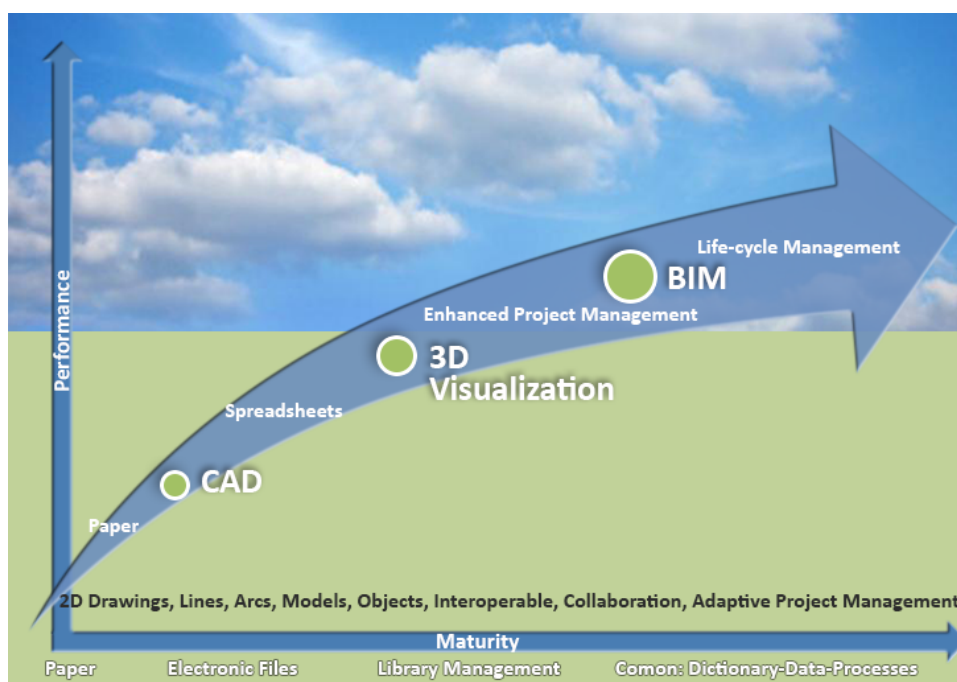 Performance
Life-cycle Management
BIM
Enhanced Project Management
3D
Visualization
Spreadsheets
CAD
Paper
2D Drawings, Lines, Arcs, Models, Objects, Interoperable, Collaboration, Adaptive Project Management
Maturity
Paper
Electronic Files
Library Management
Comon: Dictionary-Data-Processes